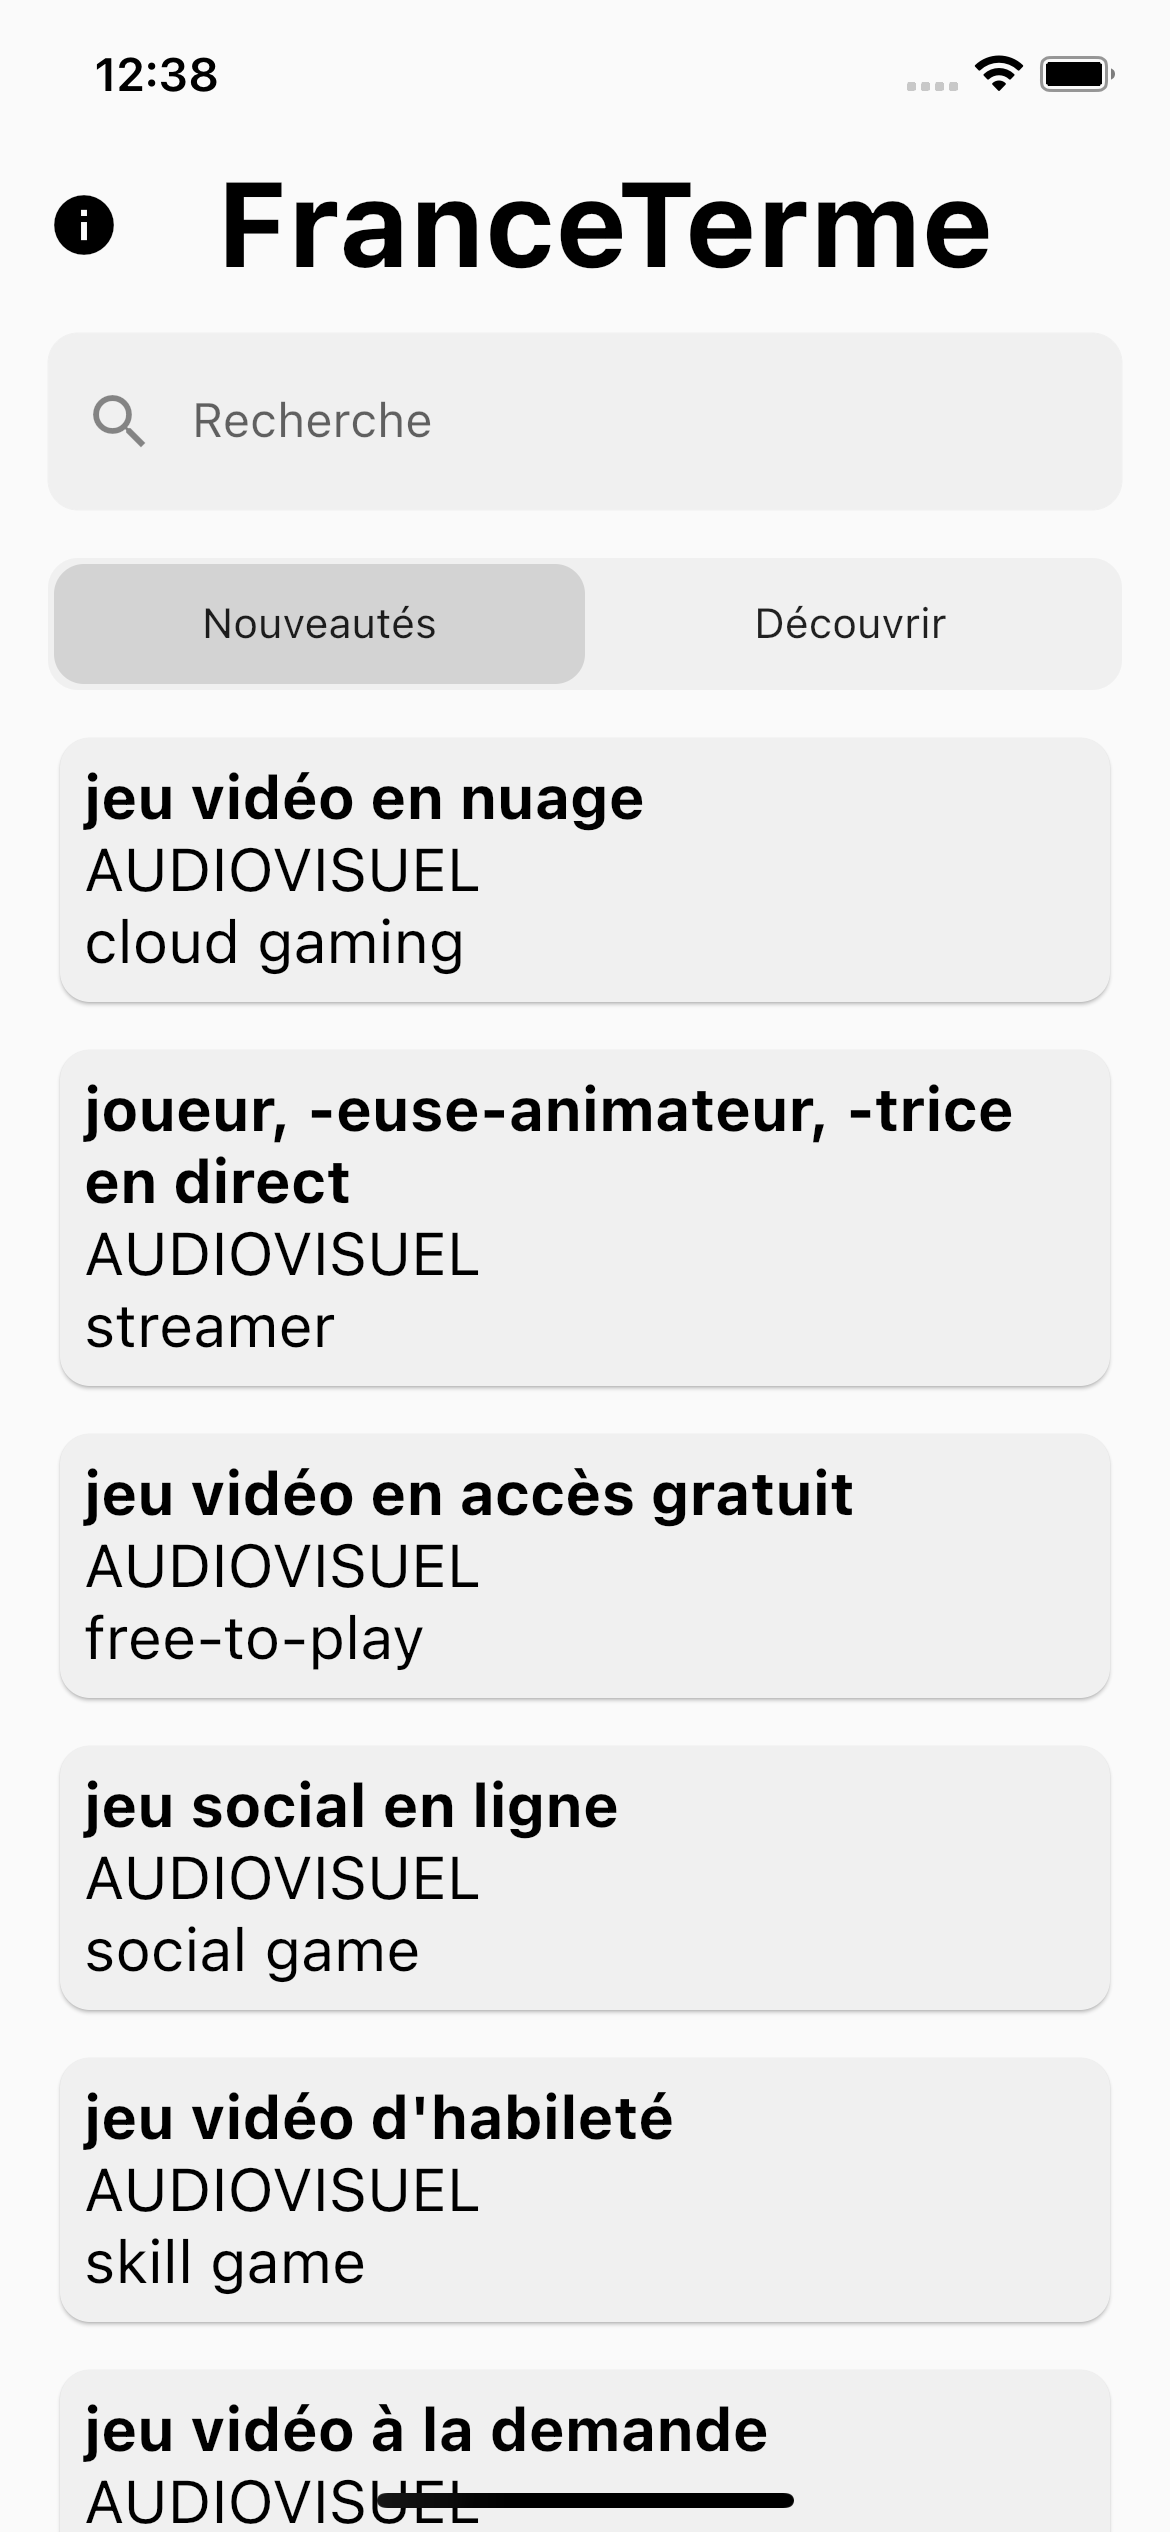 12:38
FranceTerme
Recherche
Nouveautés
Découvrir
jeu vidéo en nuage
AUDIOVISUEL
cloud gaming
joueur, -euse-animateur, -trice
en direct
AUDIOVISUEL
streamer
jeu vidéo en accès gratuit
AUDIOVISUEL
free-to-play
jeu social en ligne
AUDIOVISUEL
social game
jeu vidéo d'habileté
AUDIOVISUEL
skill game
jeu vidéo à la demande
AUDIOVISUEL